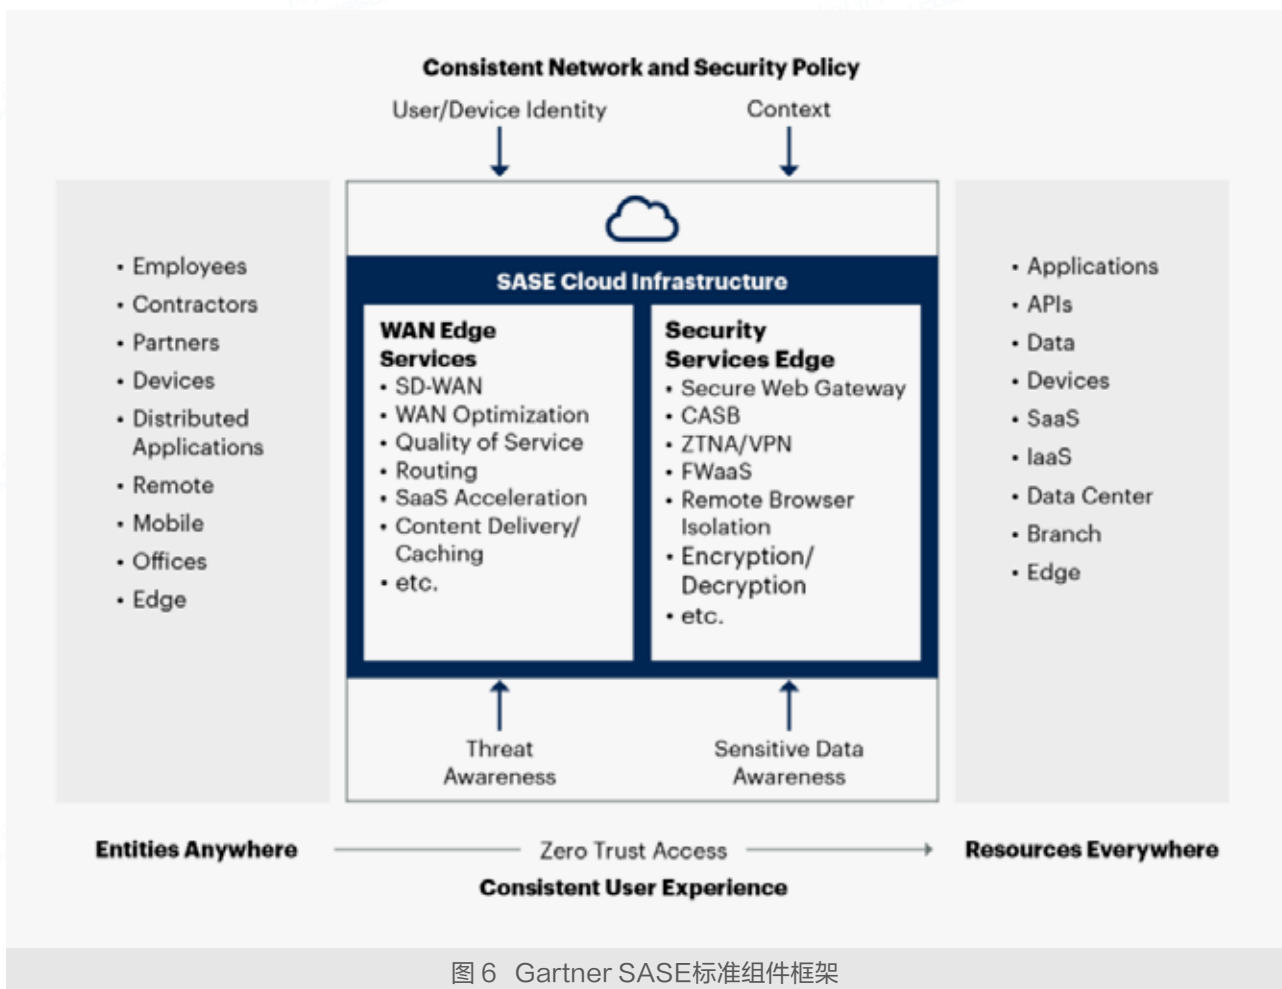 Consistent Network and Security Policy
User/Device Identity
Context
• Employees
• Contractors
• Partners
• Devices
• Distributed
Applications
• Remote
• Mobile
• Offices
• Edge
SASE Cloud Infrastructure
WAN Edge
Services
• SD-WAN
• WAN Optimization
• Quality of Service
• Routing
• SaaS Acceleration
• Content Delivery/
Caching
• etc.
Security
Services Edge
• Secure Web Gateway
• CASB
• ZTNA/VPN
• FWaaS
• Remote Browser
Isolation
• Encryption/
Decryption
• etc.
Threat
Awareness
Sensitive Data
Awareness
• Applications
• APIs
• Data
• Devices
• SaaS
• IaaS
• Data Center
• Branch
• Edge
Entities Anywhere
Zero Trust Access
Resources Everywhere
Consistent User Experience
图 6 Gartner SASE标准组件框架